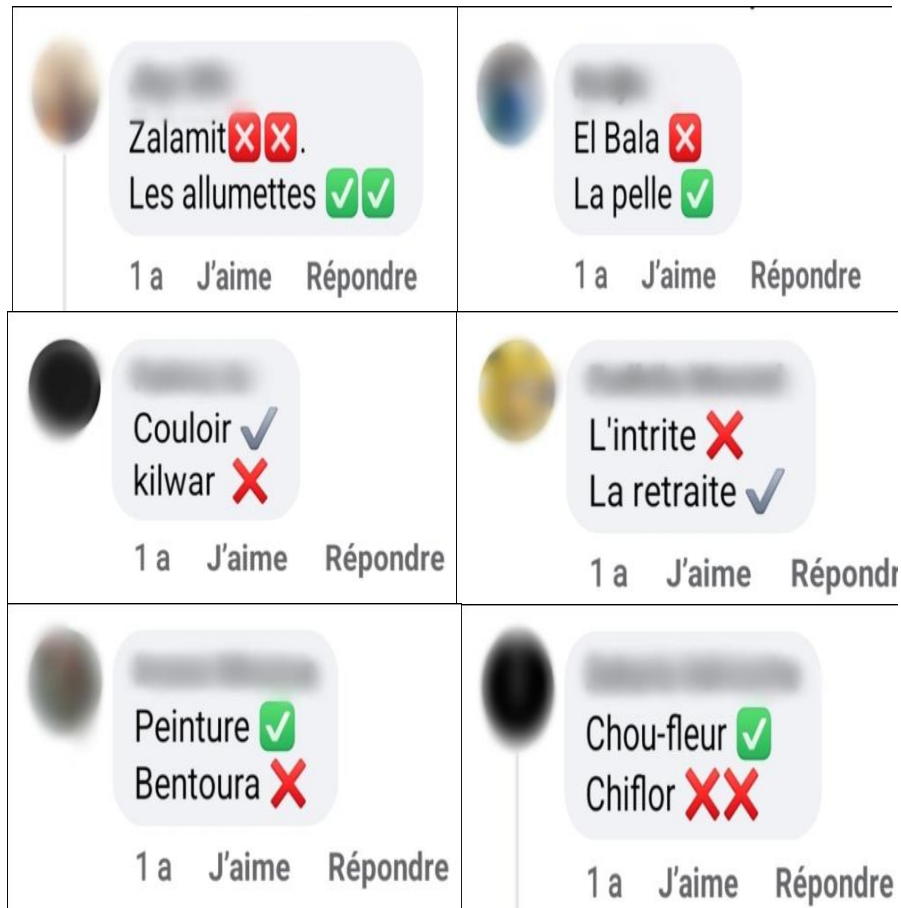 Zalamit❌❌.
Les allumettes ✅✅
1 a J'aime Répondre
El Bala ❌
La pelle ✅
1 a J'aime Répondre
Couloir ✔
kilwar ❌
1 a J'aime Répondre
L'intrite ❌
La retraite ✔
1 a J'aime Répondr
Peinture ✅
Bentoura ❌
1 a J'aime Répondre
Chou-fleur ✅
Chiflor ❌❌
1 a J'aime Répondre